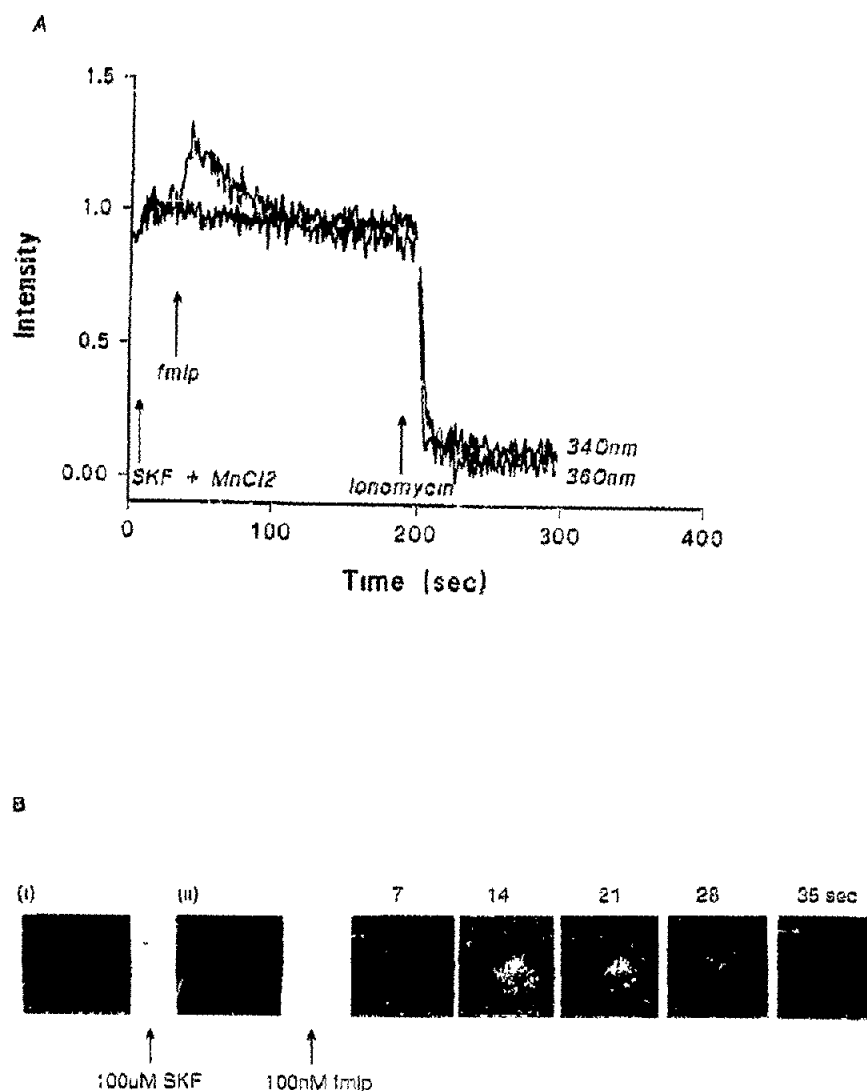 A
1.5
1.0
0.5
0.00
Intensity
fmlp
SKF + MnCl2
Ionomycin
340nm
360nm
0 100 200 300 400
Time (sec)
B
(i) (ii) 7 14 21 28 35 sec
100uM SKF 100nM fmlp